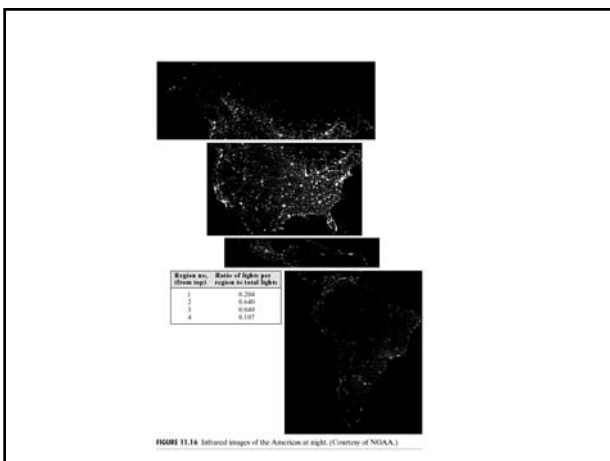 Region no. Ratio of lights per
(from top) region to total lights
1 0.204
2 0.640
3 0.049
4 0.107
FIGURE 11.16 Infrared images of the Americas at night. (Courtesy of NOAA.)